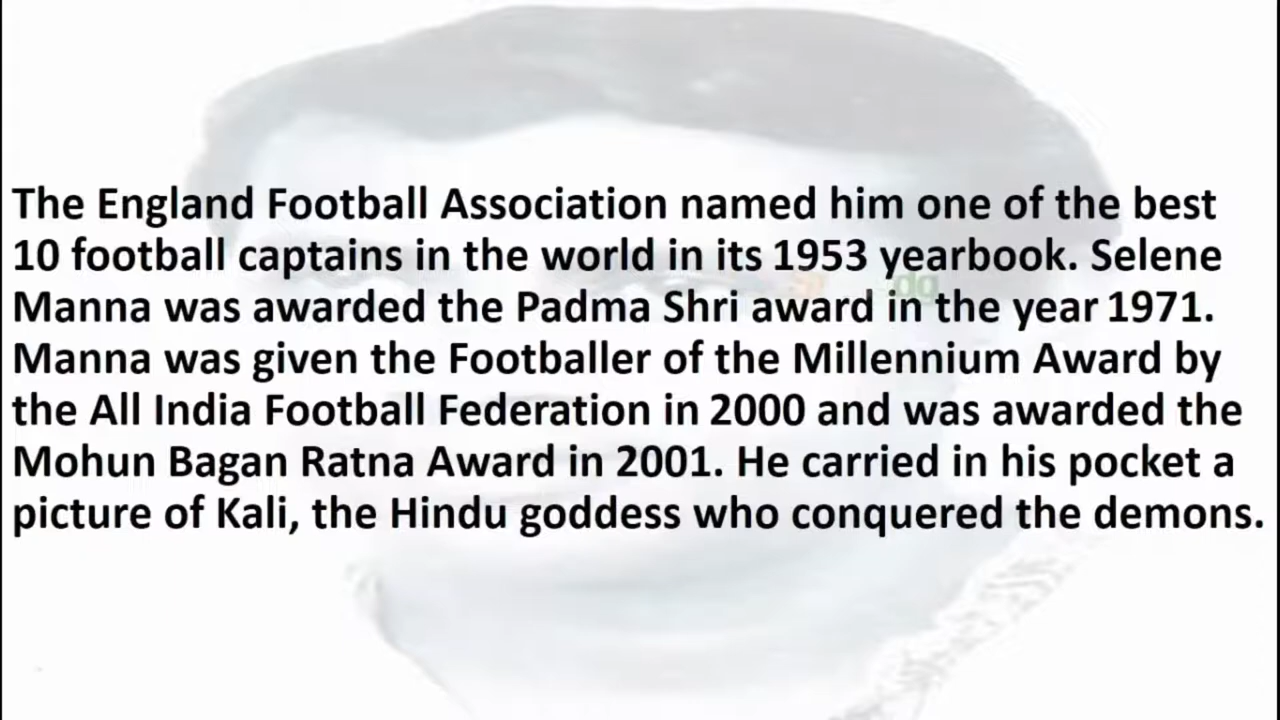 The England Football Association named him one of the best
10 football captains in the world in its 1953 yearbook. Selene
Manna was awarded the Padma Shri award in the year 1971.
Manna was given the Footballer of the Millennium Award by
the All India Football Federation in 2000 and was awarded the
Mohun Bagan Ratna Award in 2001. He carried in his pocket a
picture of Kali, the Hindu goddess who conquered the demons.